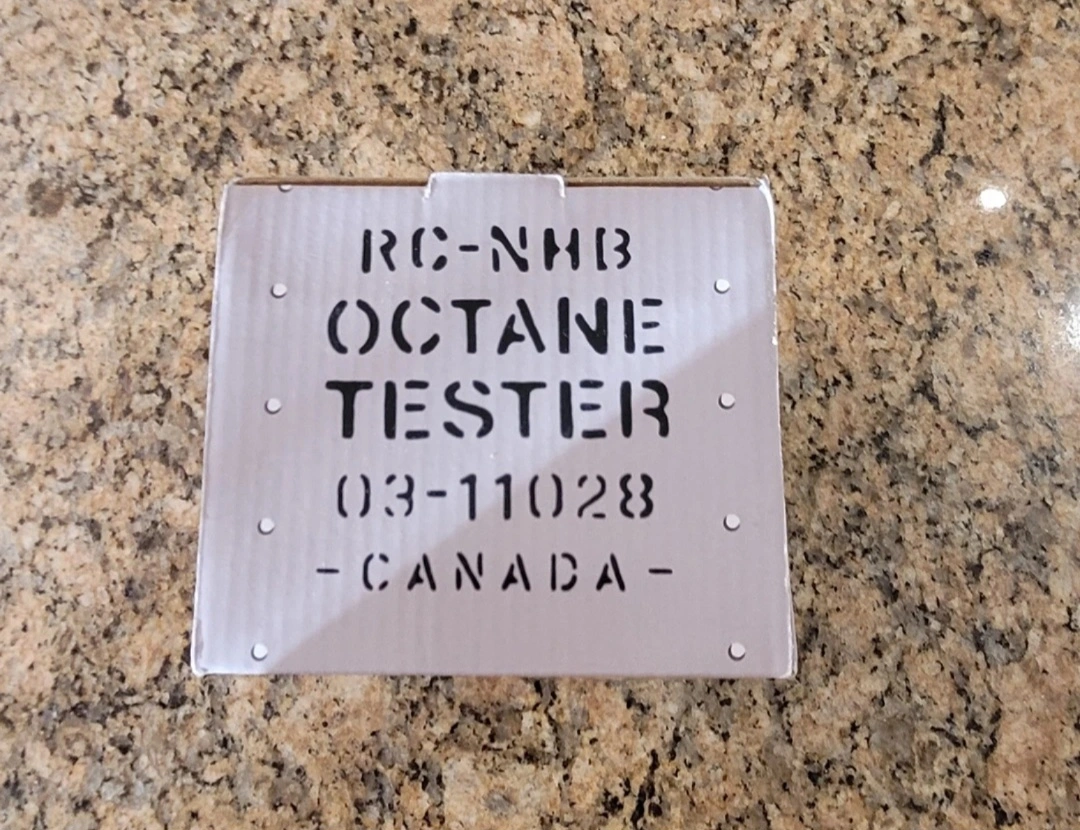 RC-NHB
OCTANE
TESTER
03-11028
-CANADA-